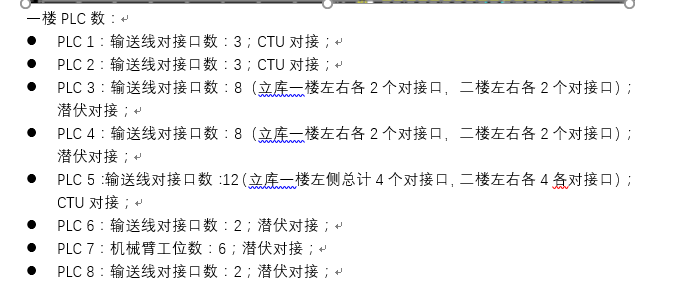 一楼 PLC 数：
● PLC 1：输送线对接口数：3；CTU 对接；
● PLC 2：输送线对接口数：3；CTU 对接；
● PLC 3：输送线对接口数：8（立库一楼左右各 2 个对接口，二楼左右各 2 个对接口）；
潜伏对接；
● PLC 4：输送线对接口数：8（立库一楼左右各 2 个对接口，二楼左右各 2 个对接口）；
潜伏对接；
● PLC 5：输送线对接口数：12（立库一楼左侧总计 4 个对接口，二楼左右各 4 各对接口）；
CTU 对接；
● PLC 6：输送线对接口数：2；潜伏对接；
● PLC 7：机械臂工位数：6；潜伏对接；
● PLC 8：输送线对接口数：2；潜伏对接；